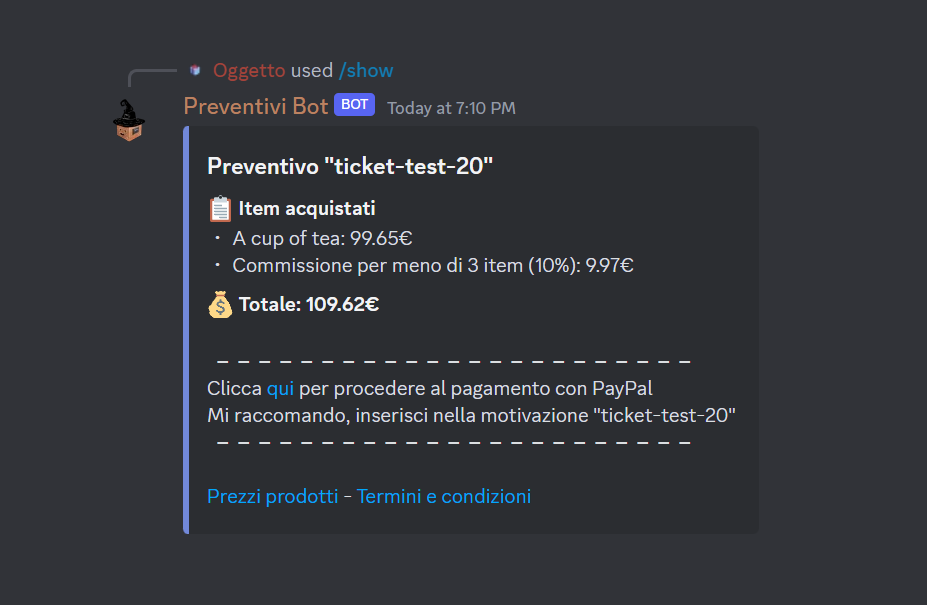 Oggetto used /show
Preventivi Bot BOT Today at 7:10 PM
Preventivo "ticket-test-20"
Item acquistati
• A cup of tea: 99.65€
• Commissione per meno di 3 item (10%): 9.97€
Totale: 109.62€
– – – – – – – – – – – – – – – – – – – – – – –
Clicca qui per procedere al pagamento con PayPal
Mi raccomando, inserisci nella motivazione "ticket-test-20"
– – – – – – – – – – – – – – – – – – – – – – –
Prezzi prodotti - Termini e condizioni